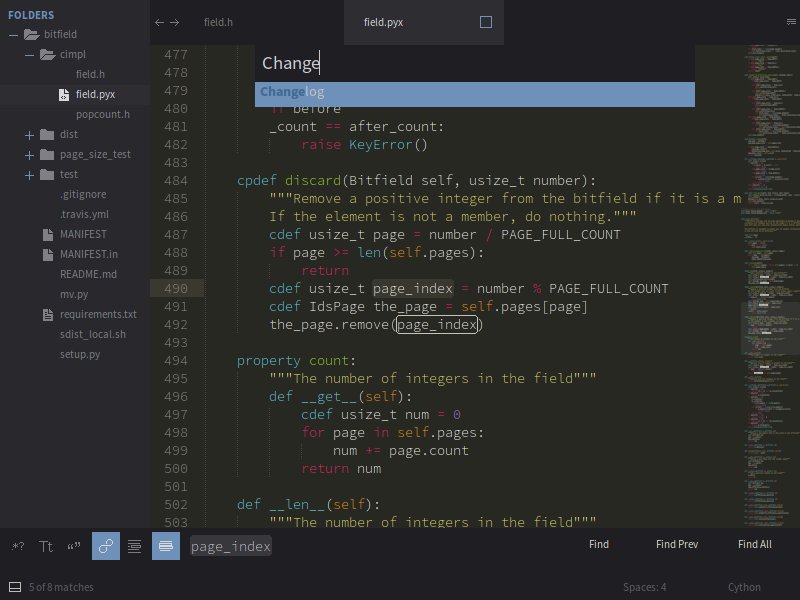 FOLDERS
bitfield
cimpl
field.h
field.pyx
popcount.h
dist
page_size_test
test
.gitignore
.travis.yml
MANIFEST
MANIFEST.in
README.md
mv.py
requirements.txt
sdist_local.sh
setup.py
field.h
field.pyx
Change
Changelog
477
478
479
480 if before
481 _count == after_count:
482 raise KeyError()
483
484 cpdef discard(Bitfield self, usize_t number):
485 """Remove a positive integer from the bitfield if it is a m
486 If the element is not a member, do nothing."""
487 cdef usize_t page = number / PAGE_FULL_COUNT
488 if page >= len(self.pages):
489 return
490 cdef usize_t page_index = number % PAGE_FULL_COUNT
491 cdef IdsPage the_page = self.pages[page]
492 the_page.remove(page_index)
493
494 property count:
495 """The number of integers in the field"""
496 def __get__(self):
497 cdef usize_t num = 0
498 for page in self.pages:
499 num += page.count
500 return num
501
502 def __len__(self):
503 """The number of integers in the field"""
.*? Tt “” page_index Find Find Prev Find All
5 of 8 matches Spaces: 4 Cython